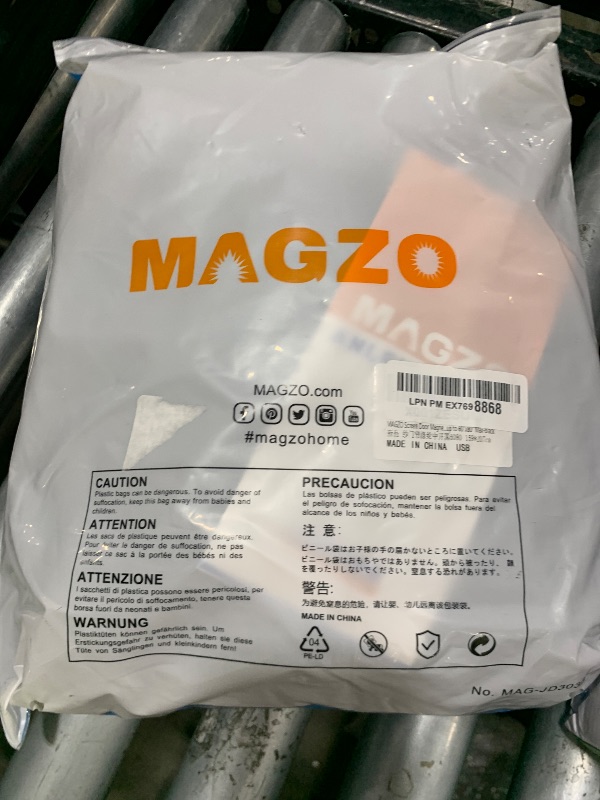 MAGZO
MAGZO
MAGZO.com
#magzohome
LPN PM EX7698868
MAGZO Screen Door
MADE IN CHINA USB
CAUTION
Plastic bags can be dangerous. To avoid danger of
suffocation, keep this bag away from babies and
children.
ATTENTION
Les sacs de plastique peuvent être dangereux.
Pour éviter le danger de suffocation, ne pas
laisser ce sac à la portée des bébés ni des
enfants.
ATTENZIONE
I sacchetti di plastica possono essere pericolosi, per
evitare il pericolo di soffocamento, tenere questa
borsa fuori da neonati e bambini.
WARNUNG
Plastiktüten können gefährlich sein. Um
Erstickungsgefahr zu verhüten, halten sie diese
Tüte von Säuglingen und kleinkindern fern!
PRECAUCION
Las bolsas de plástico pueden ser peligrosas. Para evitar
el peligro de sofocación, mantener la bolsa fuera del
alcance de los niños y bebés.
注 意:
ビニール袋はお子様の手の届かないところに置いてください。
ビニール袋はおもちゃではありません。頭から被ったり、顔
を覆ったりしないでください。窒息する恐れがあります。
警告:
为避免窒息的危险，请让婴、幼儿远离该包装袋。
MADE IN CHINA
04
PE-LD
No. MAG-JD303